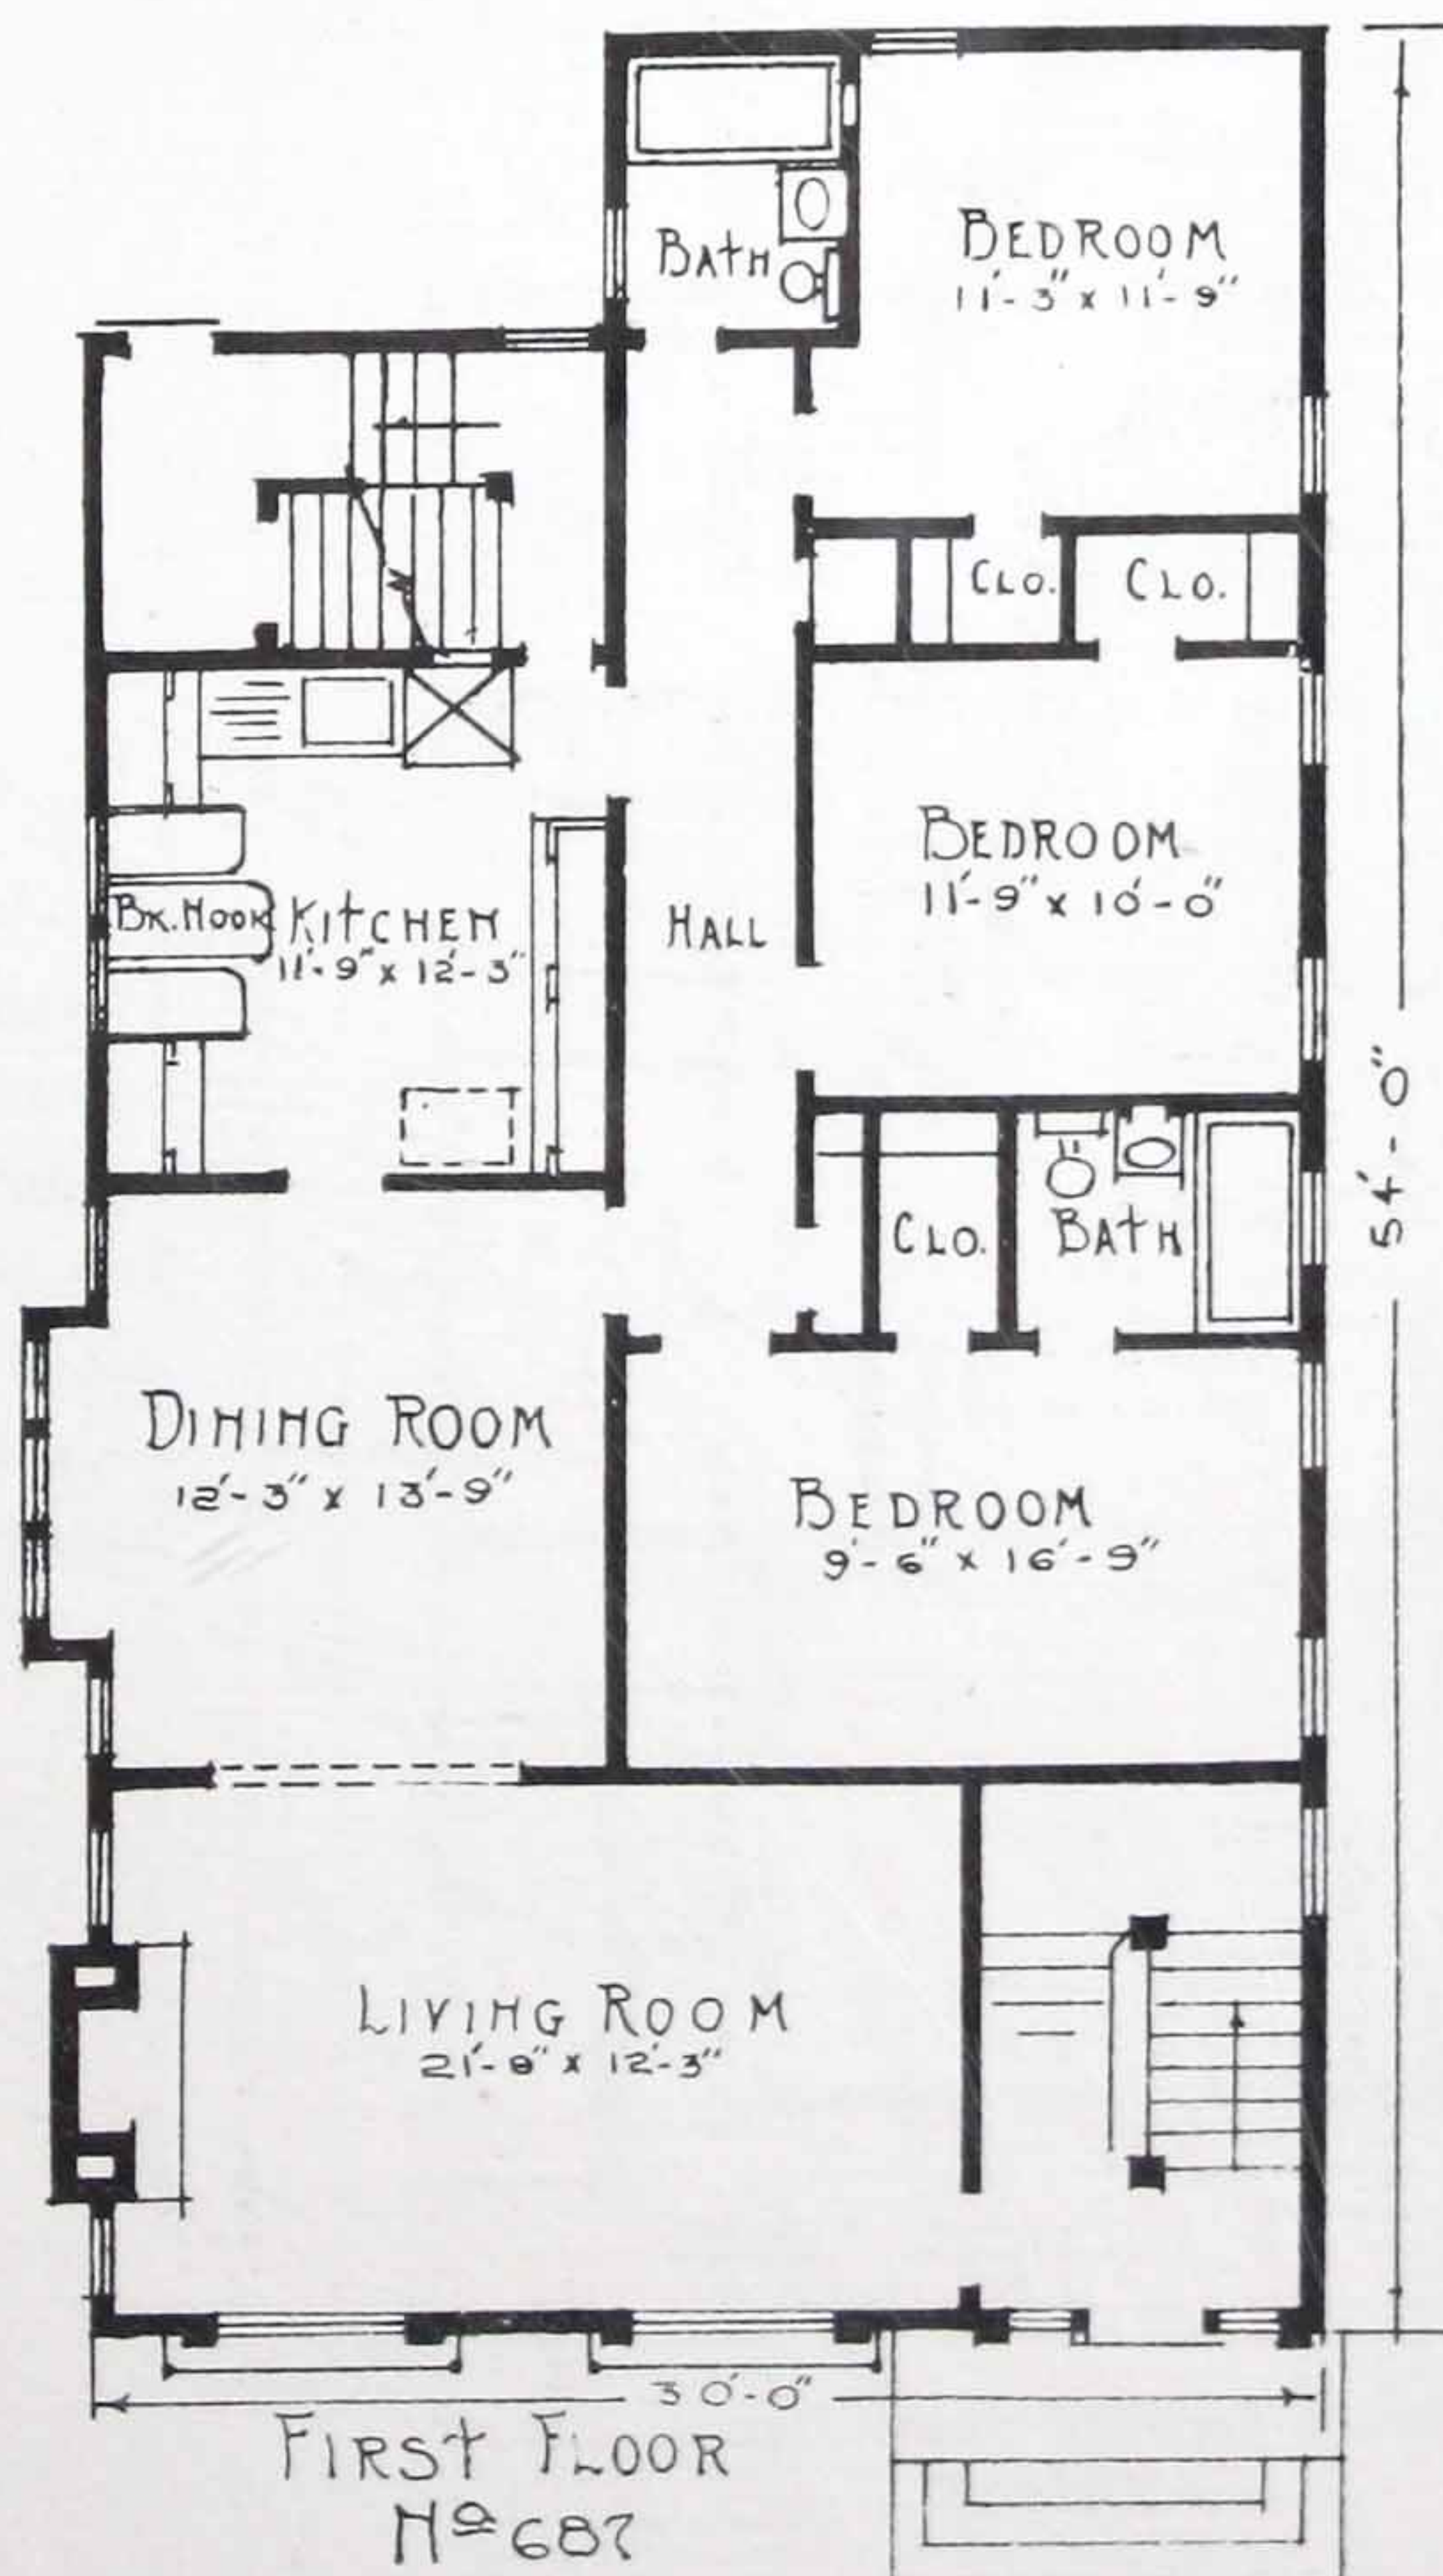 BATH
BEDROOM
11'-3" x 11'-9"
CLO.
CLO.
BEDROOM
11'-9" x 10'-0"
BK. NOOK
KITCHEN
11'-9" x 12'-3"
HALL
54'-0"
CLO.
BATH
DINING ROOM
12'-3" x 13'-9"
BEDROOM
9'-6" x 16'-9"
LIVING ROOM
21'-9" x 12'-3"
30'-0"
FIRST FLOOR
No 687